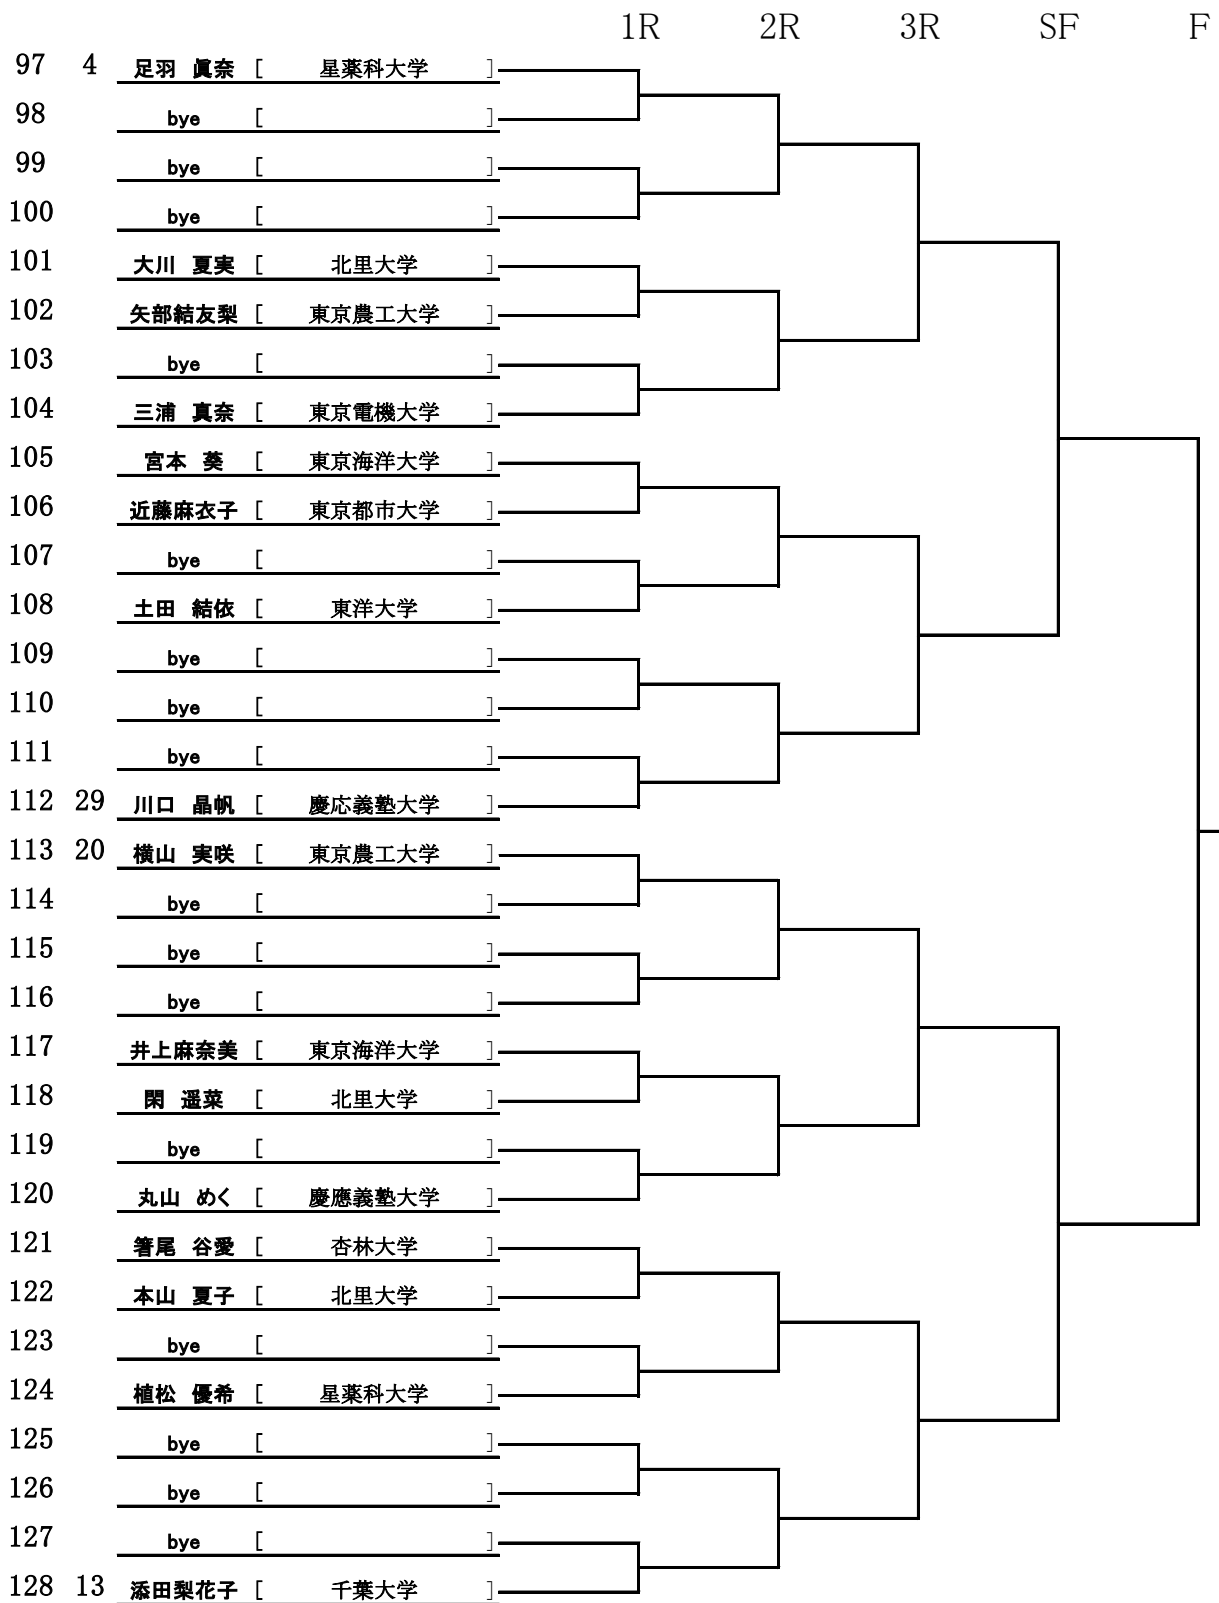 1R 2R 3R SF F
97 4 足羽 眞奈 [ 星薬科大学 ]
98 bye [ ]
99 bye [ ]
100 bye [ ]
101 大川 夏実 [ 北里大学 ]
102 矢部結友梨 [ 東京農工大学 ]
103 bye [ ]
104 三浦 真奈 [ 東京電機大学 ]
105 宮本 葵 [ 東京海洋大学 ]
106 近藤麻衣子 [ 東京都市大学 ]
107 bye [ ]
108 土田 結依 [ 東洋大学 ]
109 bye [ ]
110 bye [ ]
111 bye [ ]
112 29 川口 晶帆 [ 慶応義塾大学 ]
113 20 横山 実咲 [ 東京農工大学 ]
114 bye [ ]
115 bye [ ]
116 bye [ ]
117 井上麻奈美 [ 東京海洋大学 ]
118 閑 遥菜 [ 北里大学 ]
119 bye [ ]
120 丸山 めく [ 慶應義塾大学 ]
121 箸尾 谷愛 [ 杏林大学 ]
122 本山 夏子 [ 北里大学 ]
123 bye [ ]
124 植松 優希 [ 星薬科大学 ]
125 bye [ ]
126 bye [ ]
127 bye [ ]
128 13 添田梨花子 [ 千葉大学 ]